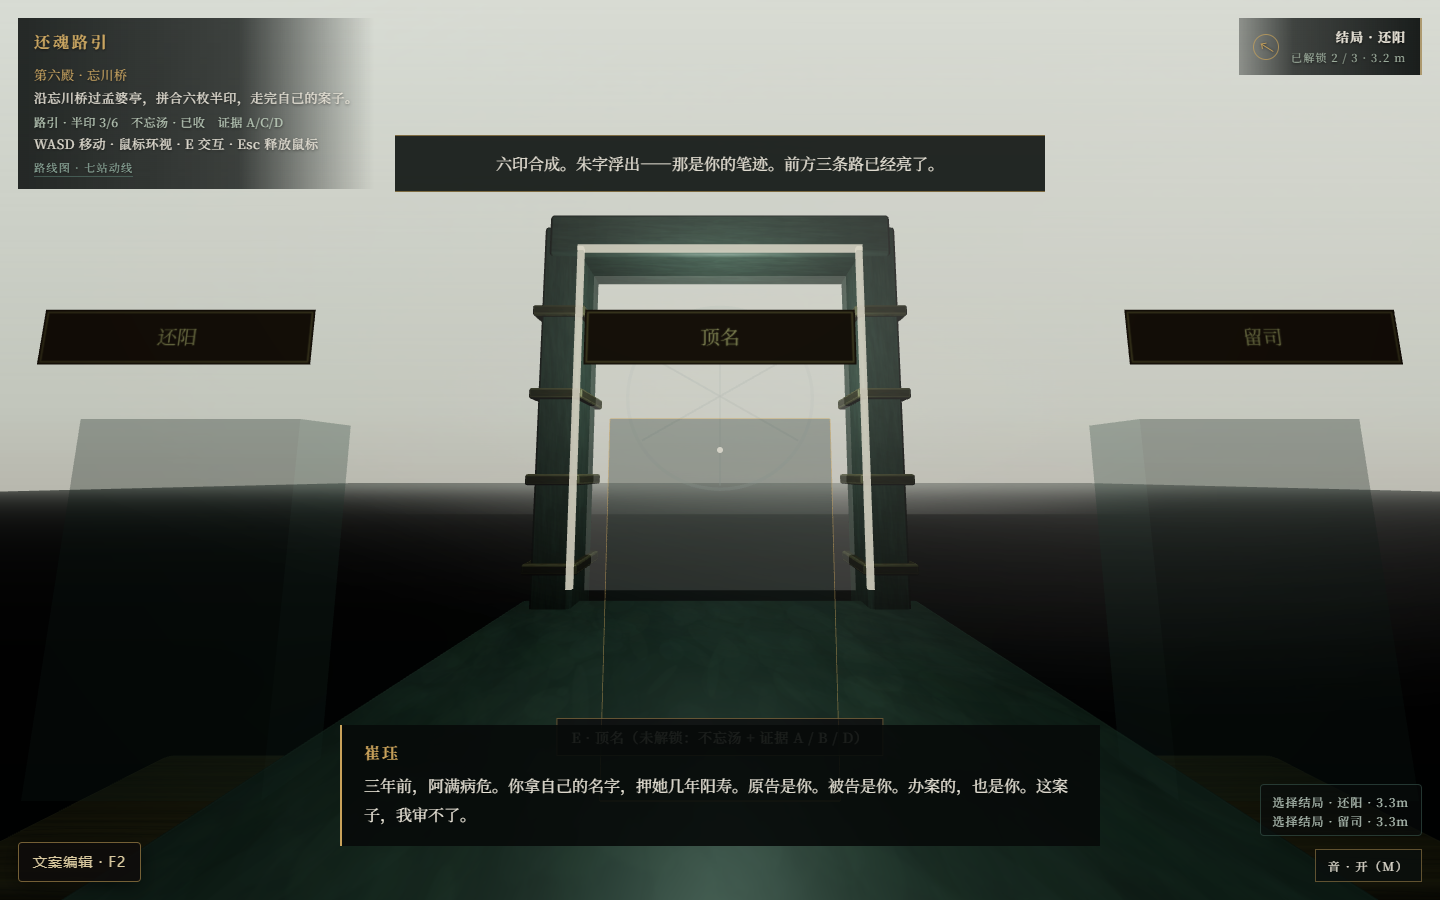 还魂路引
第六殿 · 忘川桥
沿忘川桥过孟婆亭，拼合六枚半印，走完自己的案子。
路引 · 半印 3/6 不忘汤 · 已收 证据 A/C/D
WASD 移动 · 鼠标环视 · E 交互 · Esc 释放鼠标
路线图 · 七站动线
结局 · 还阳
已解锁 2 / 3 · 3.2 m
六印合成。朱字浮出——那是你的笔迹。前方三条路已经亮了。
还阳
顶名
留司
E · 顶名（未解锁：不忘汤 + 证据 A / B / D）
崔珏
三年前，阿满病危。你拿自己的名字，押她几年阳寿。原告是你。被告是你。办案的，也是你。这案
子，我审不了。
选择结局 · 还阳 · 3.3m
选择结局 · 留司 · 3.3m
文案编辑 · F2
音 · 开（M）